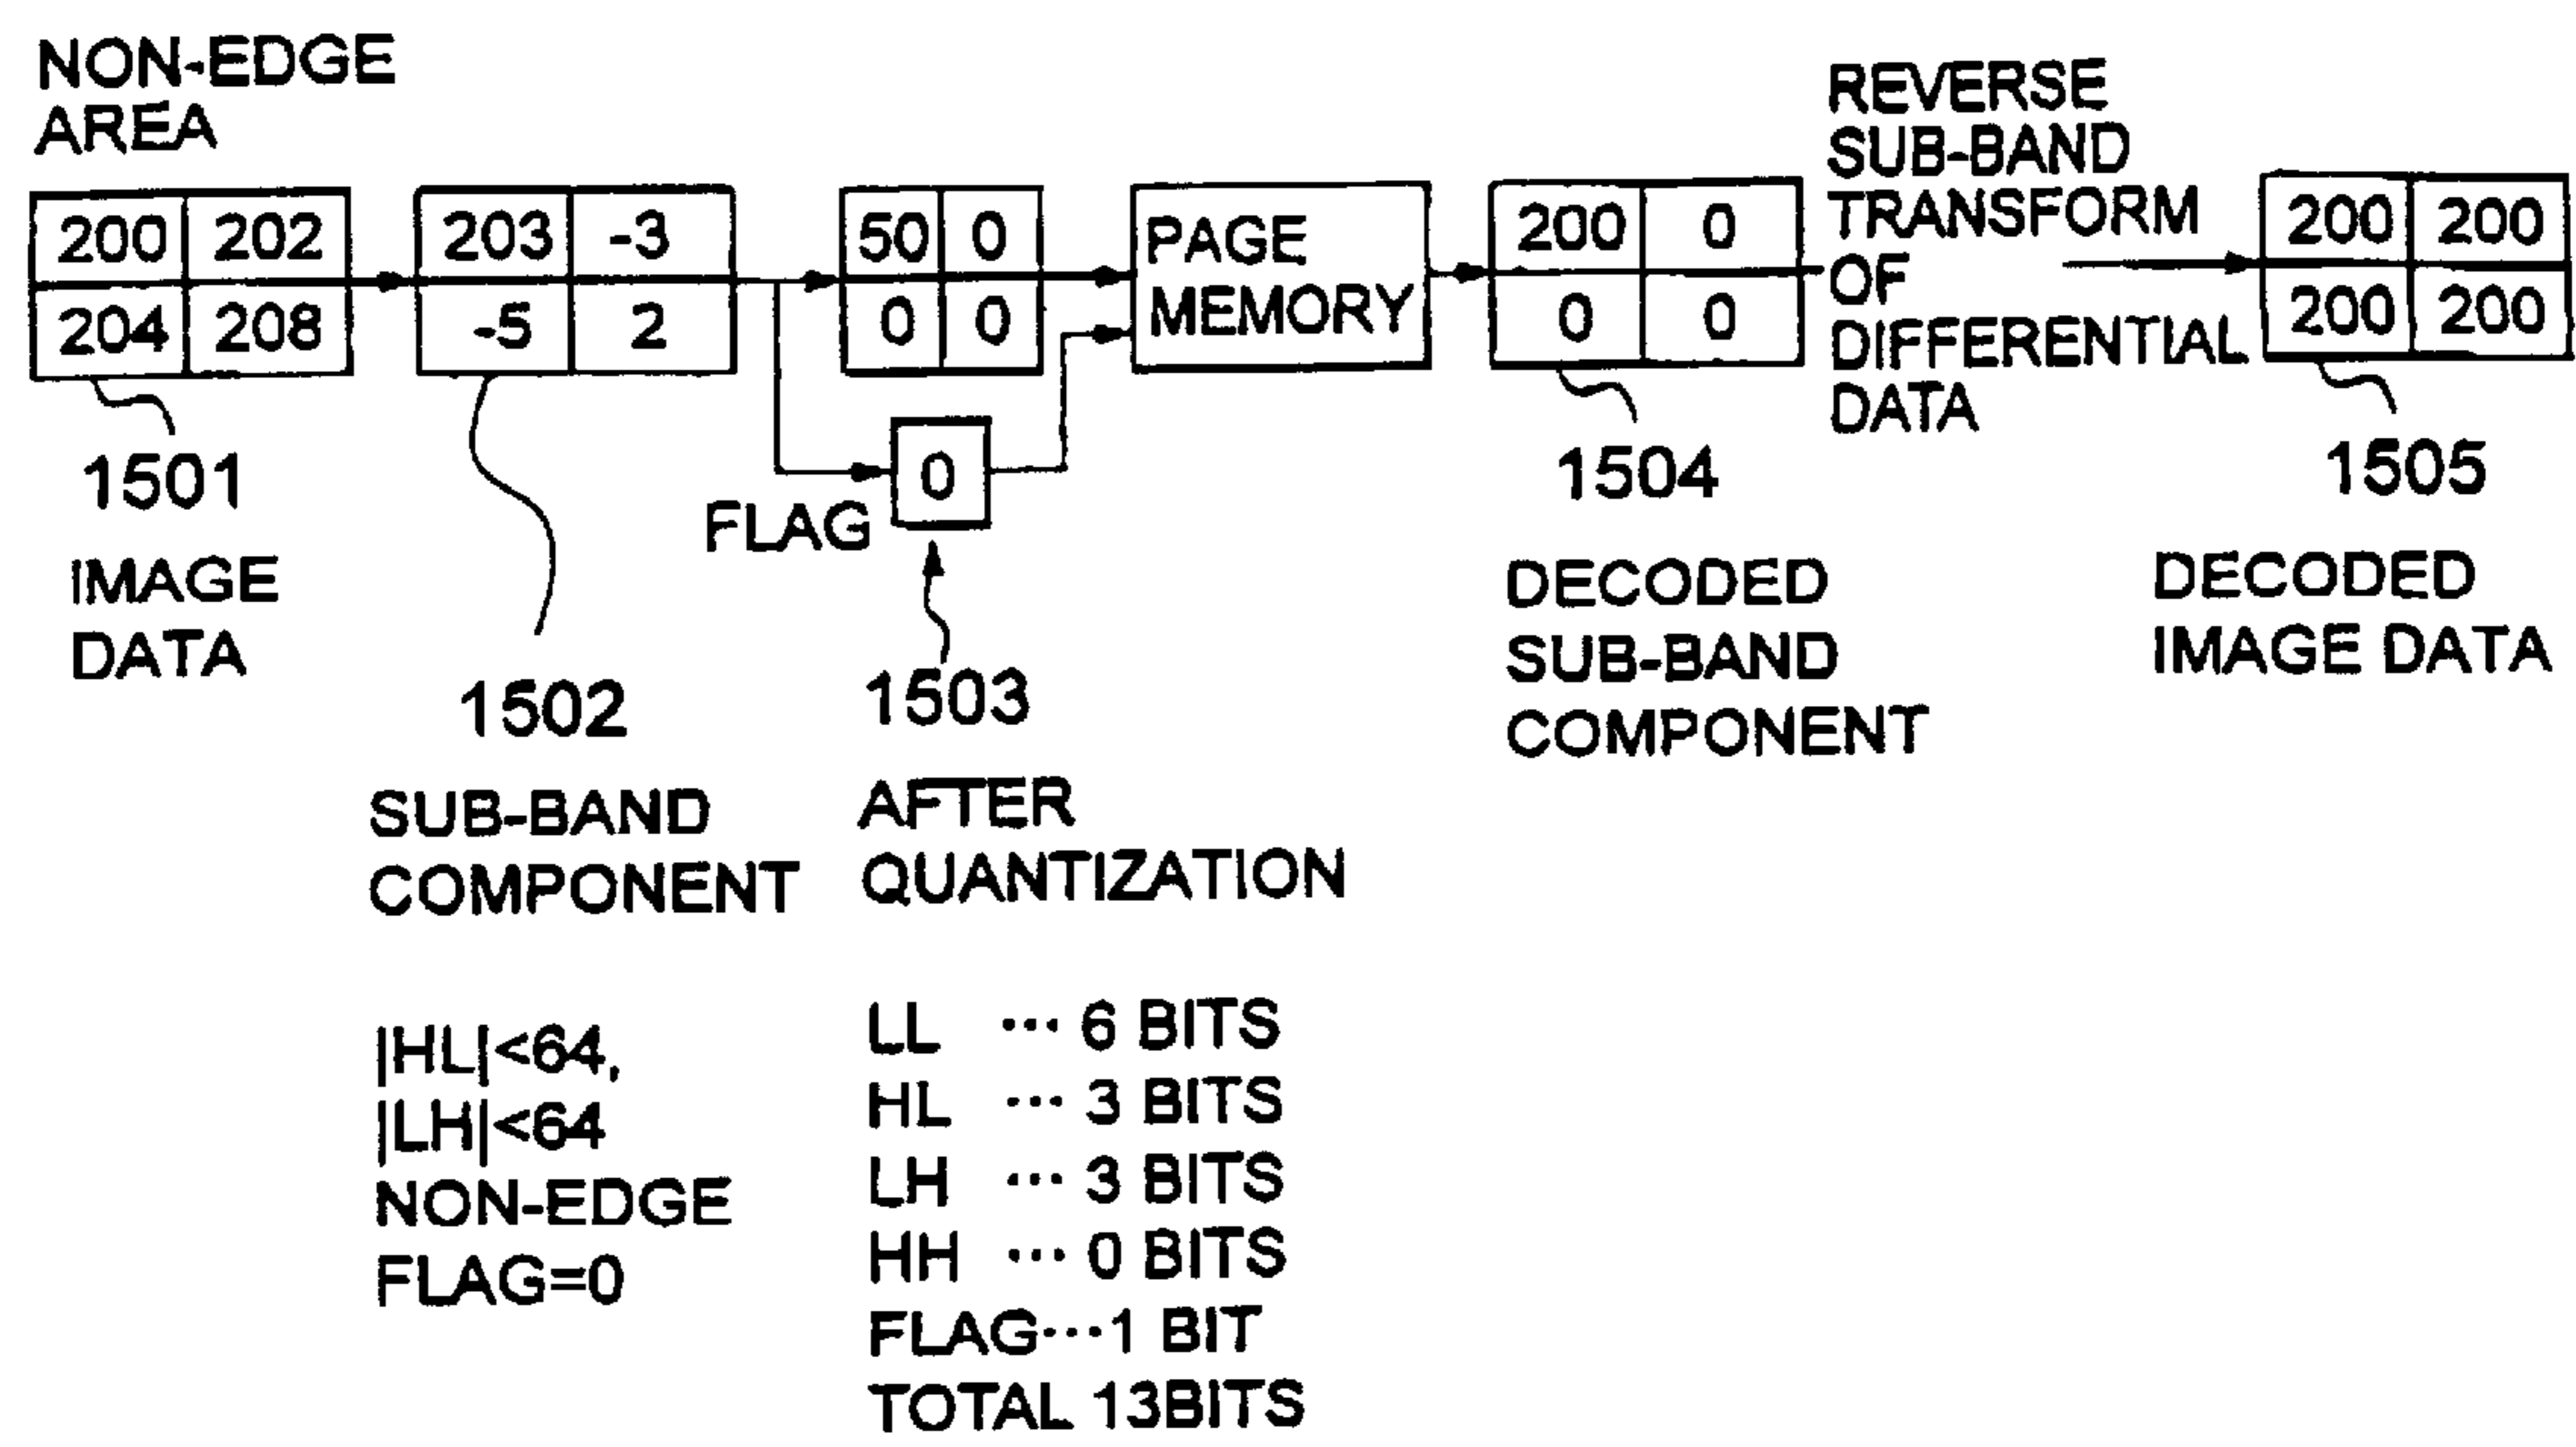 NON-EDGE
AREA
200 202
204 208
1501
IMAGE
DATA
203 -3
-5 2
1502
SUB-BAND
COMPONENT
|HL|<64,
|LH|<64
NON-EDGE
FLAG=0
50 0
0 0
FLAG
0
1503
AFTER
QUANTIZATION
LL ··· 6 BITS
HL ··· 3 BITS
LH ··· 3 BITS
HH ··· 0 BITS
FLAG···1 BIT
TOTAL 13BITS
PAGE
MEMORY
200 0
0 0
1504
DECODED
SUB-BAND
COMPONENT
REVERSE
SUB-BAND
TRANSFORM
OF
DIFFERENTIAL
DATA
200 200
200 200
1505
DECODED
IMAGE DATA